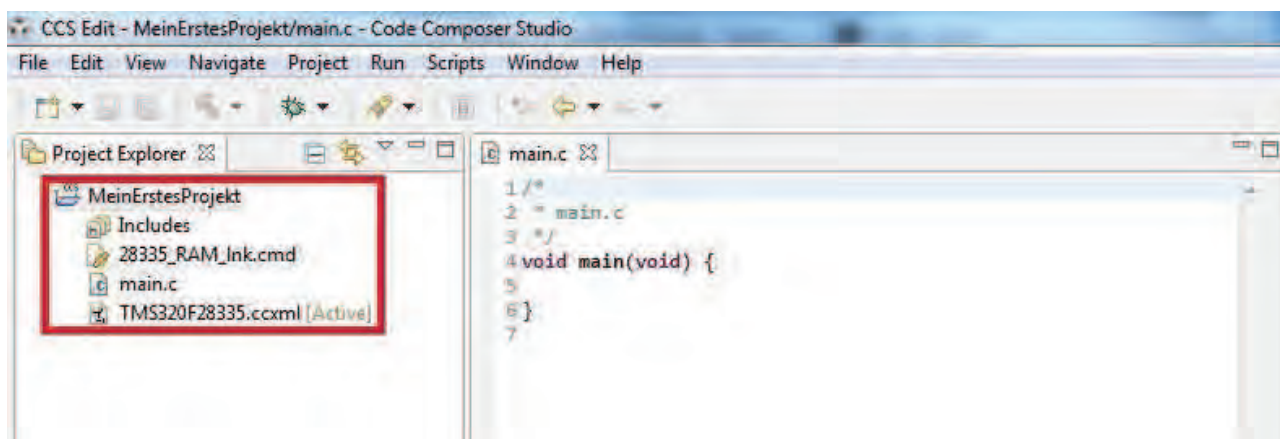 CCS Edit - MeinErstesProjekt/main.c - Code Composer Studio
File Edit View Navigate Project Run Scripts Window Help
Project Explorer
MeinErstesProjekt
Includes
28335_RAM_lnk.cmd
main.c
TMS320F28335.ccxml [Active]
main.c
1 /*
2 * main.c
3 */
4 void main(void) {
5
6 }
7